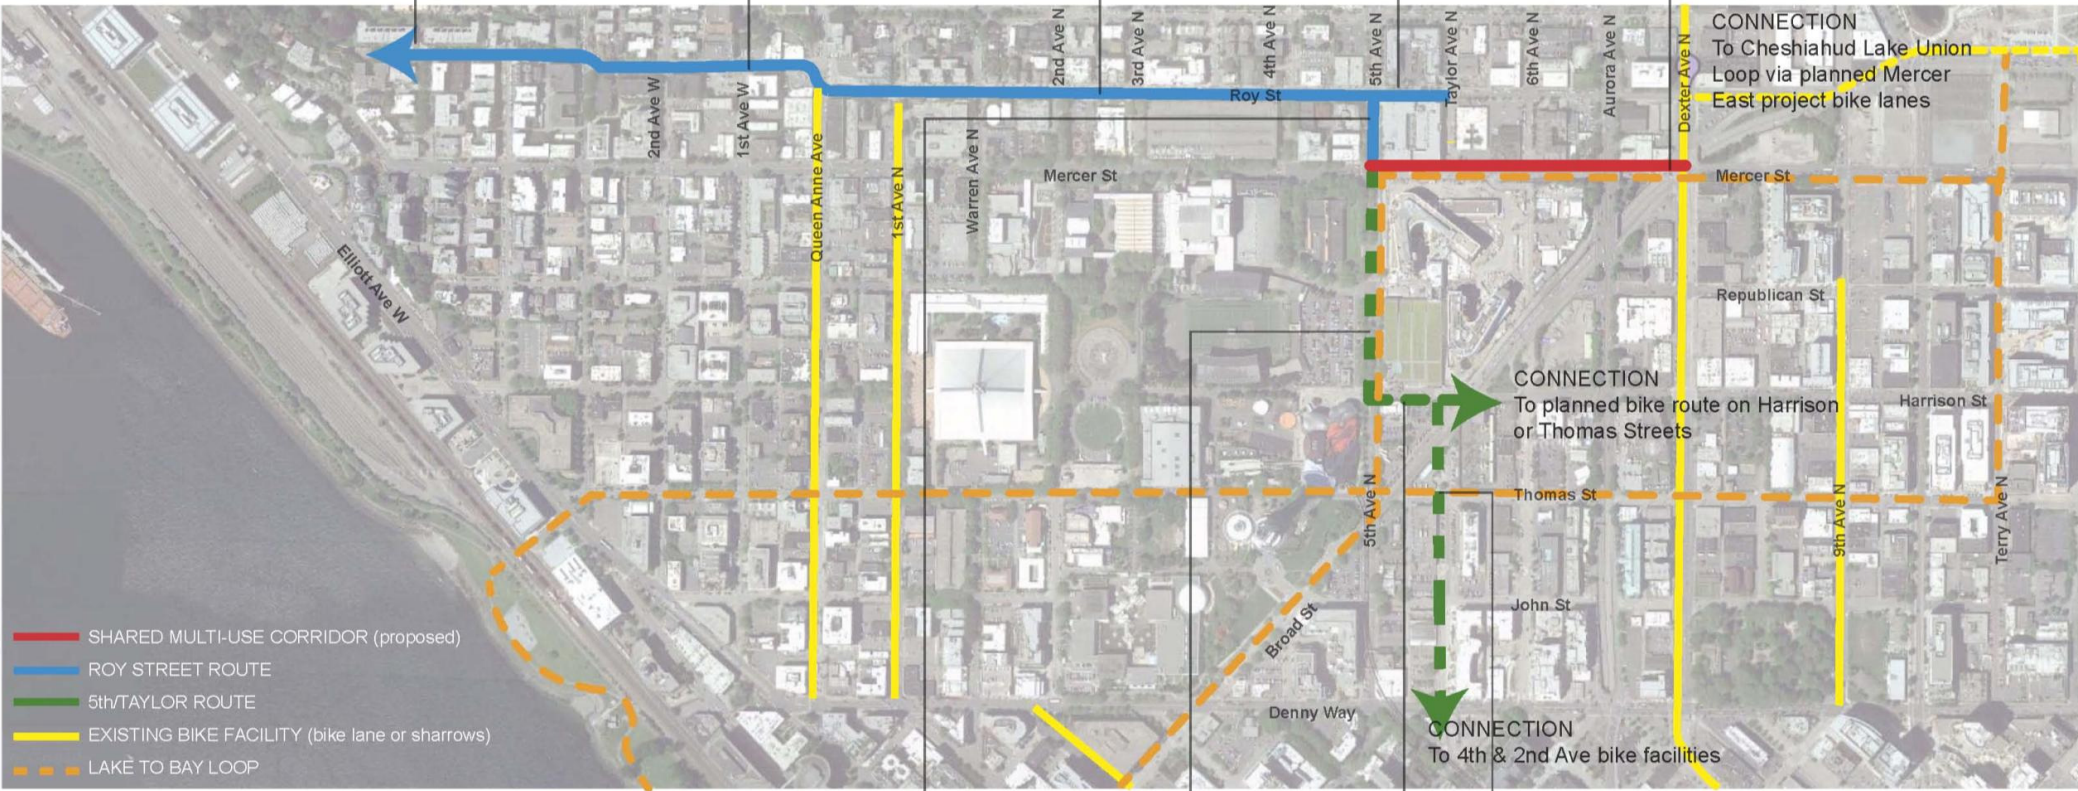 CONNECTION
To Cheshiahud Lake Union
Loop via planned Mercer
East project bike lanes
2nd Ave W
1st Ave W
Queen Anne Ave
1st Ave N
Warren Ave N
2nd Ave N
3rd Ave N
4th Ave N
5th Ave N
Taylor Ave N
6th Ave N
Aurora Ave N
Dexter Ave N
Roy St
Mercer St
Mercer St
Elliott Ave W
Republican St
CONNECTION
To planned bike route on Harrison
or Thomas Streets
Harrison St
5th Ave N
Thomas St
9th Ave N
Terry Ave N
John St
Broad St
Denny Way
CONNECTION
To 4th & 2nd Ave bike facilities
SHARED MULTI-USE CORRIDOR (proposed)
ROY STREET ROUTE
5th/TAYLOR ROUTE
EXISTING BIKE FACILITY (bike lane or sharrows)
LAKE TO BAY LOOP